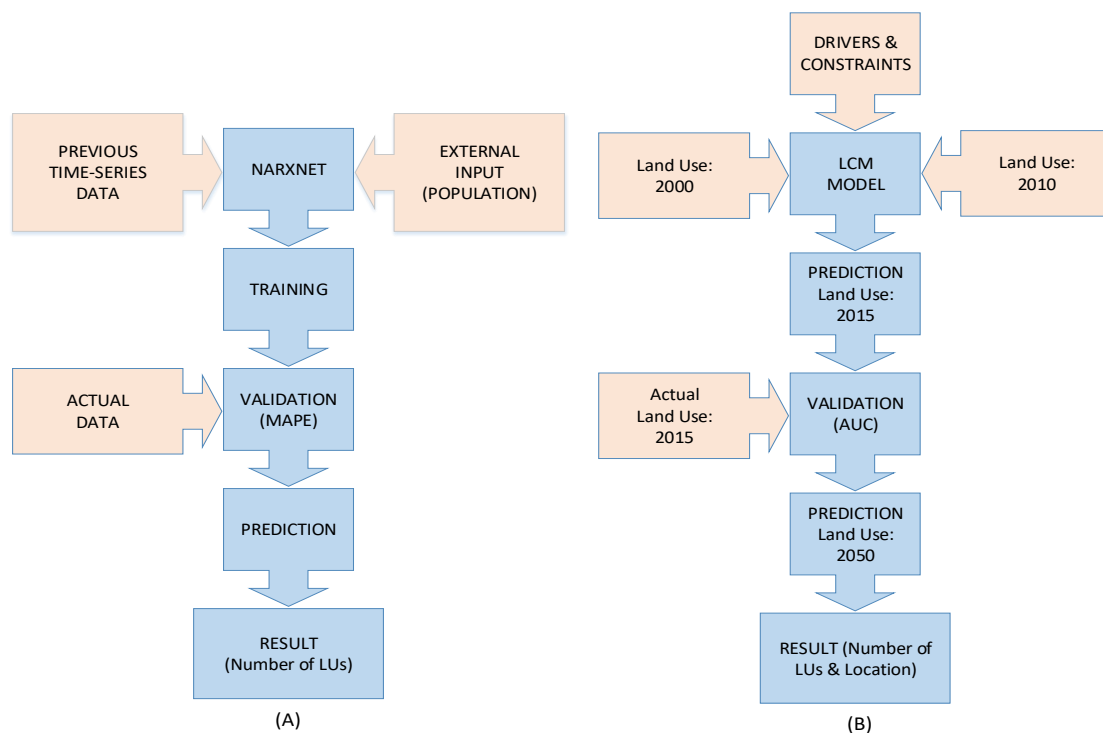 PREVIOUS
TIME-SERIES
DATA
NARXNET
EXTERNAL
INPUT
(POPULATION)
TRAINING
ACTUAL
DATA
VALIDATION
(MAPE)
PREDICTION
RESULT
(Number of LUs)
(A)
DRIVERS &
CONSTRAINTS
Land Use:
2000
LCM
MODEL
Land Use:
2010
PREDICTION
Land Use:
2015
Actual
Land Use:
2015
VALIDATION
(AUC)
PREDICTION
Land Use:
2050
RESULT (Number of
LUs & Location)
(B)